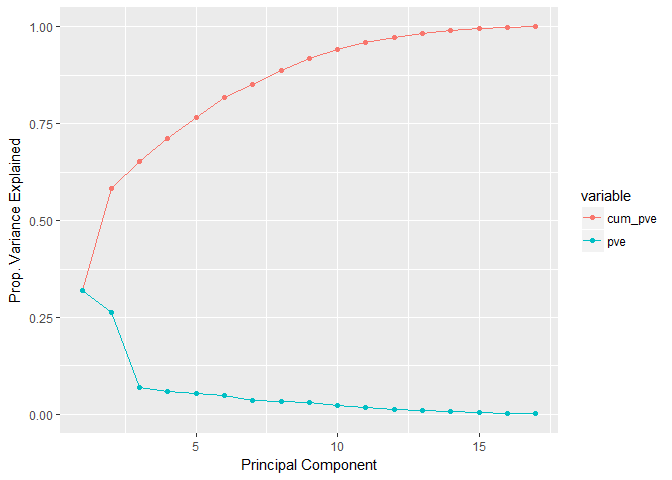 1.00
0.75
0.50
0.25
0.00
Prop. Variance Explained
5 10 15
Principal Component
variable
cum_pve
pve